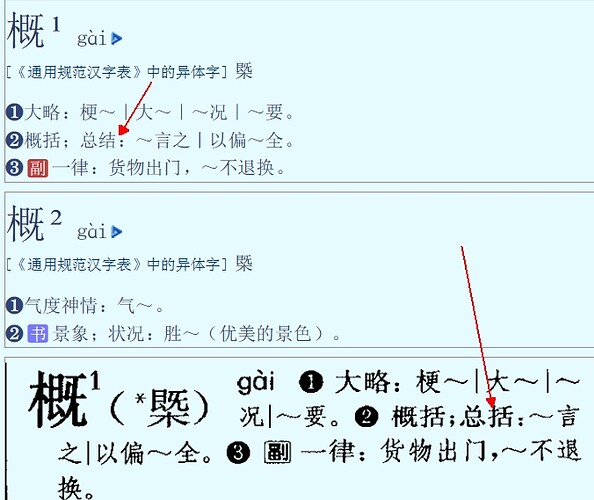 概¹ gài
[《通用规范汉字表》中的异体字] 槩
❶大略：梗～｜大～｜～况｜～要。
❷概括；总结：～言之｜以偏～全。
❸副 一律：货物出门，～不退换。
概² gài
[《通用规范汉字表》中的异体字] 槩
❶气度神情：气～。
❷书 景象；状况：胜～（优美的景色）。
概¹（*槩） gài ❶ 大略：梗～｜大～｜～
况｜～要。❷ 概括；总括：～言
之｜以偏～全。❸ 副 一律：货物出门，～不退
换。